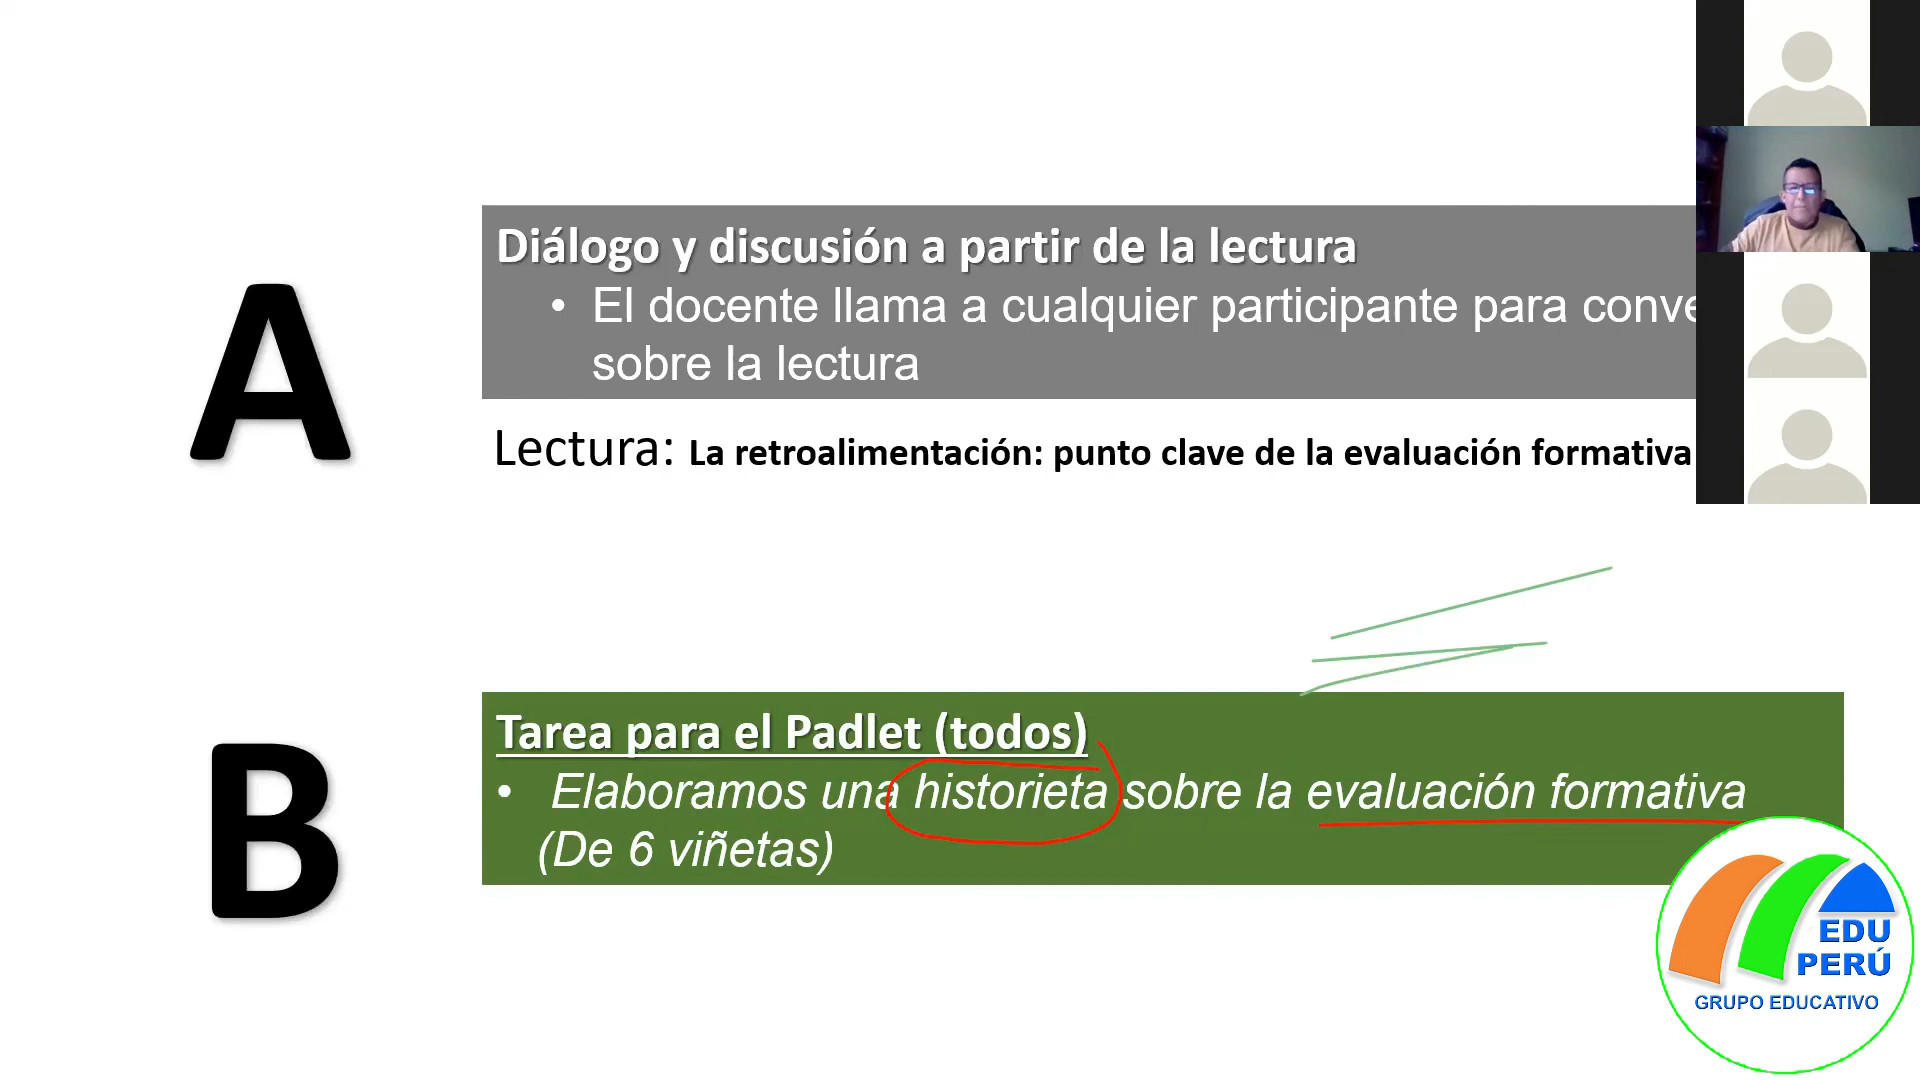 A
Diálogo y discusión a partir de la lectura
• El docente llama a cualquier participante para conve
sobre la lectura
Lectura: La retroalimentación: punto clave de la evaluación formativa
B
Tarea para el Padlet (todos)
• Elaboramos una historieta sobre la evaluación formativa
(De 6 viñetas)
EDU
PERÚ
GRUPO EDUCATIVO